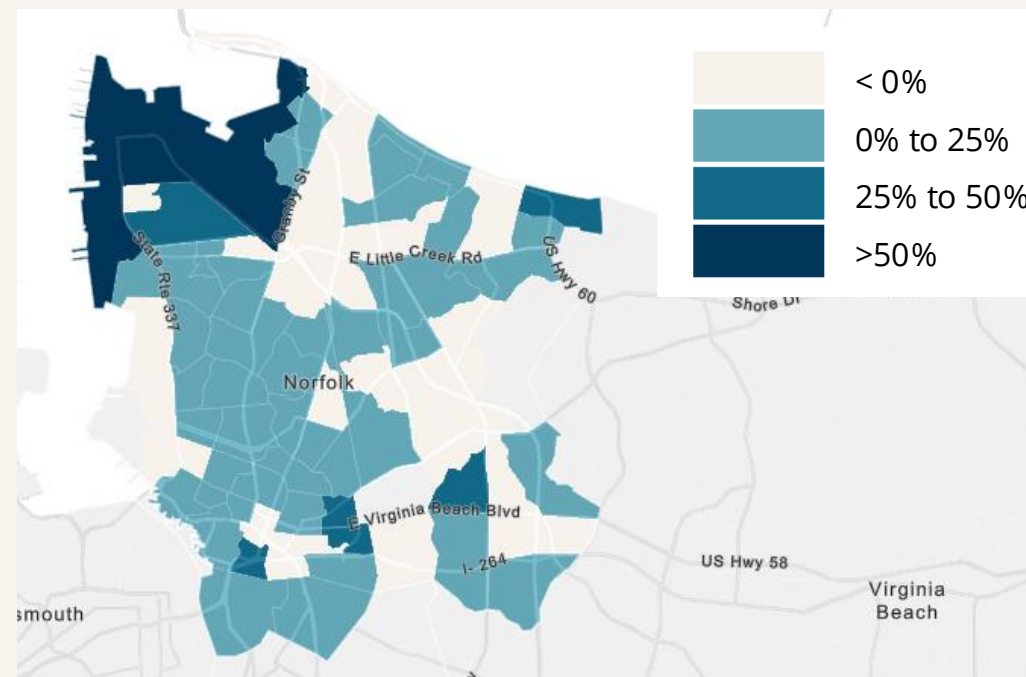 < 0%
0% to 25%
25% to 50%
>50%
Granby St
State Rte 337
E Little Creek Rd
US Hwy 60
Shore Dr
Norfolk
E Virginia Beach Blvd
I- 264
US Hwy 58
Virginia
Beach
smouth